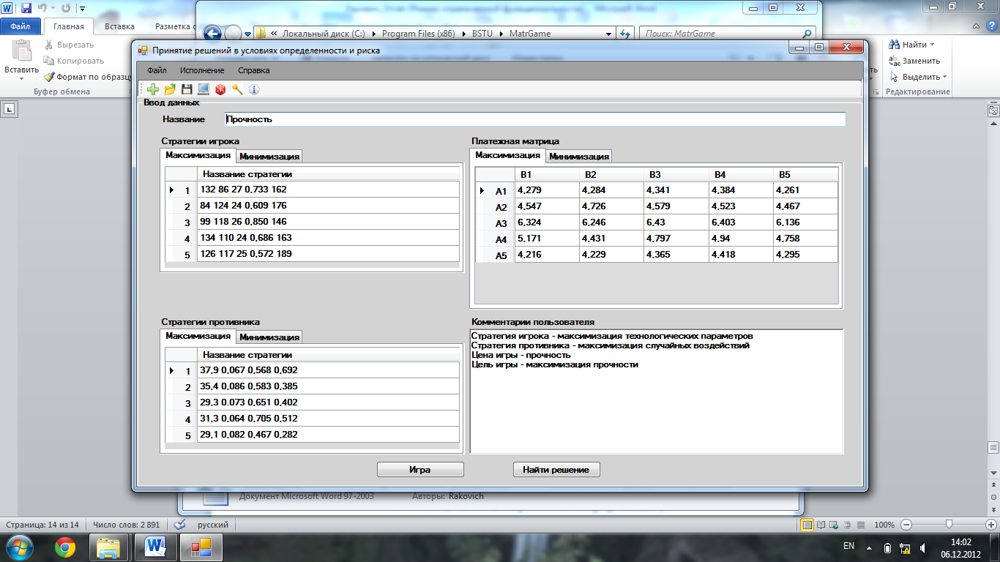 Файл Главная Вставка Разметка с
Вставить
Вырезать
Копировать
Формат по образц
Буфер обмена
Локальный диск (C:) Program Files (x86) BSTU MatrGame
Поиск: MatrGame
Найти
Заменить
Выделить
Редактирование
Принятие решений в условиях определенности и риска
Файл Исполнение Справка
Ввод данных
Название Прочность
Стратегии игрока
Максимизация Минимизация
Название стратегии
1 132 86 27 0,733 162
2 84 124 24 0,609 176
3 99 118 26 0,850 146
4 134 110 24 0,686 163
5 126 117 25 0,572 189
Платежная матрица
Максимизация Минимизация
B1 B2 B3 B4 B5
A1 4,279 4,284 4,341 4,384 4,261
A2 4,547 4,726 4,579 4,523 4,467
A3 6,324 6,246 6,43 6,403 6,136
A4 5,171 4,431 4,797 4,94 4,758
A5 4,216 4,229 4,365 4,418 4,295
Стратегии противника
Максимизация Минимизация
Название стратегии
1 37,9 0,067 0,568 0,692
2 35,4 0,086 0,583 0,385
3 29,3 0,073 0,651 0,402
4 31,3 0,064 0,705 0,512
5 29,1 0,082 0,467 0,282
Комментарии пользователя
Стратегия игрока - максимизация технологических параметров
Стратегия противника - максимизация случайных воздействий
Цена игры - прочность
Цель игры - максимизация прочности
Игра Найти решение
Документ Microsoft Word 97-2003 Авторы: Rakovich
Страница: 14 из 14 Число слов: 2 891 русский 100%
EN 14:02
06.12.2012